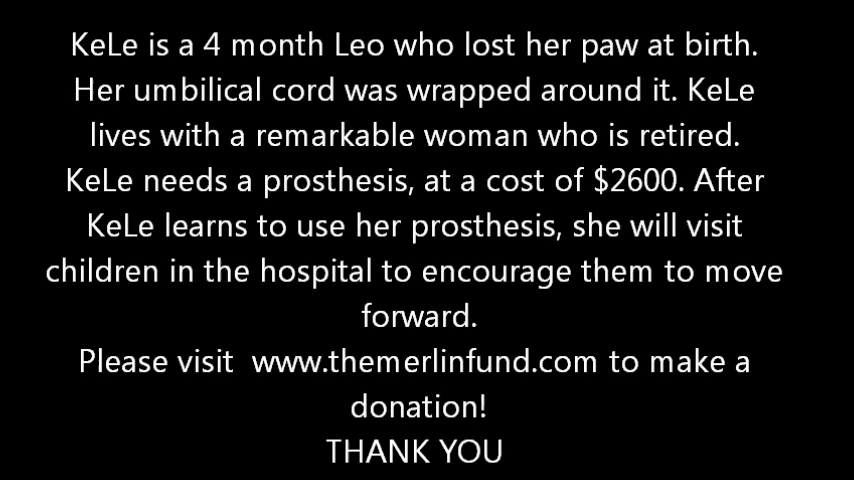 KeLe is a 4 month Leo who lost her paw at birth.
Her umbilical cord was wrapped around it. KeLe
lives with a remarkable woman who is retired.
KeLe needs a prosthesis, at a cost of $2600. After
KeLe learns to use her prosthesis, she will visit
children in the hospital to encourage them to move
forward.
Please visit  www.themerlinfund.com to make a
donation!
THANK YOU